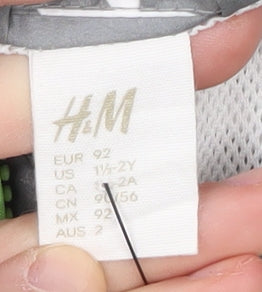 H&M
EUR 92
US 1½-2Y
CA -2A
CN 90/56
MX 92
AUS 2